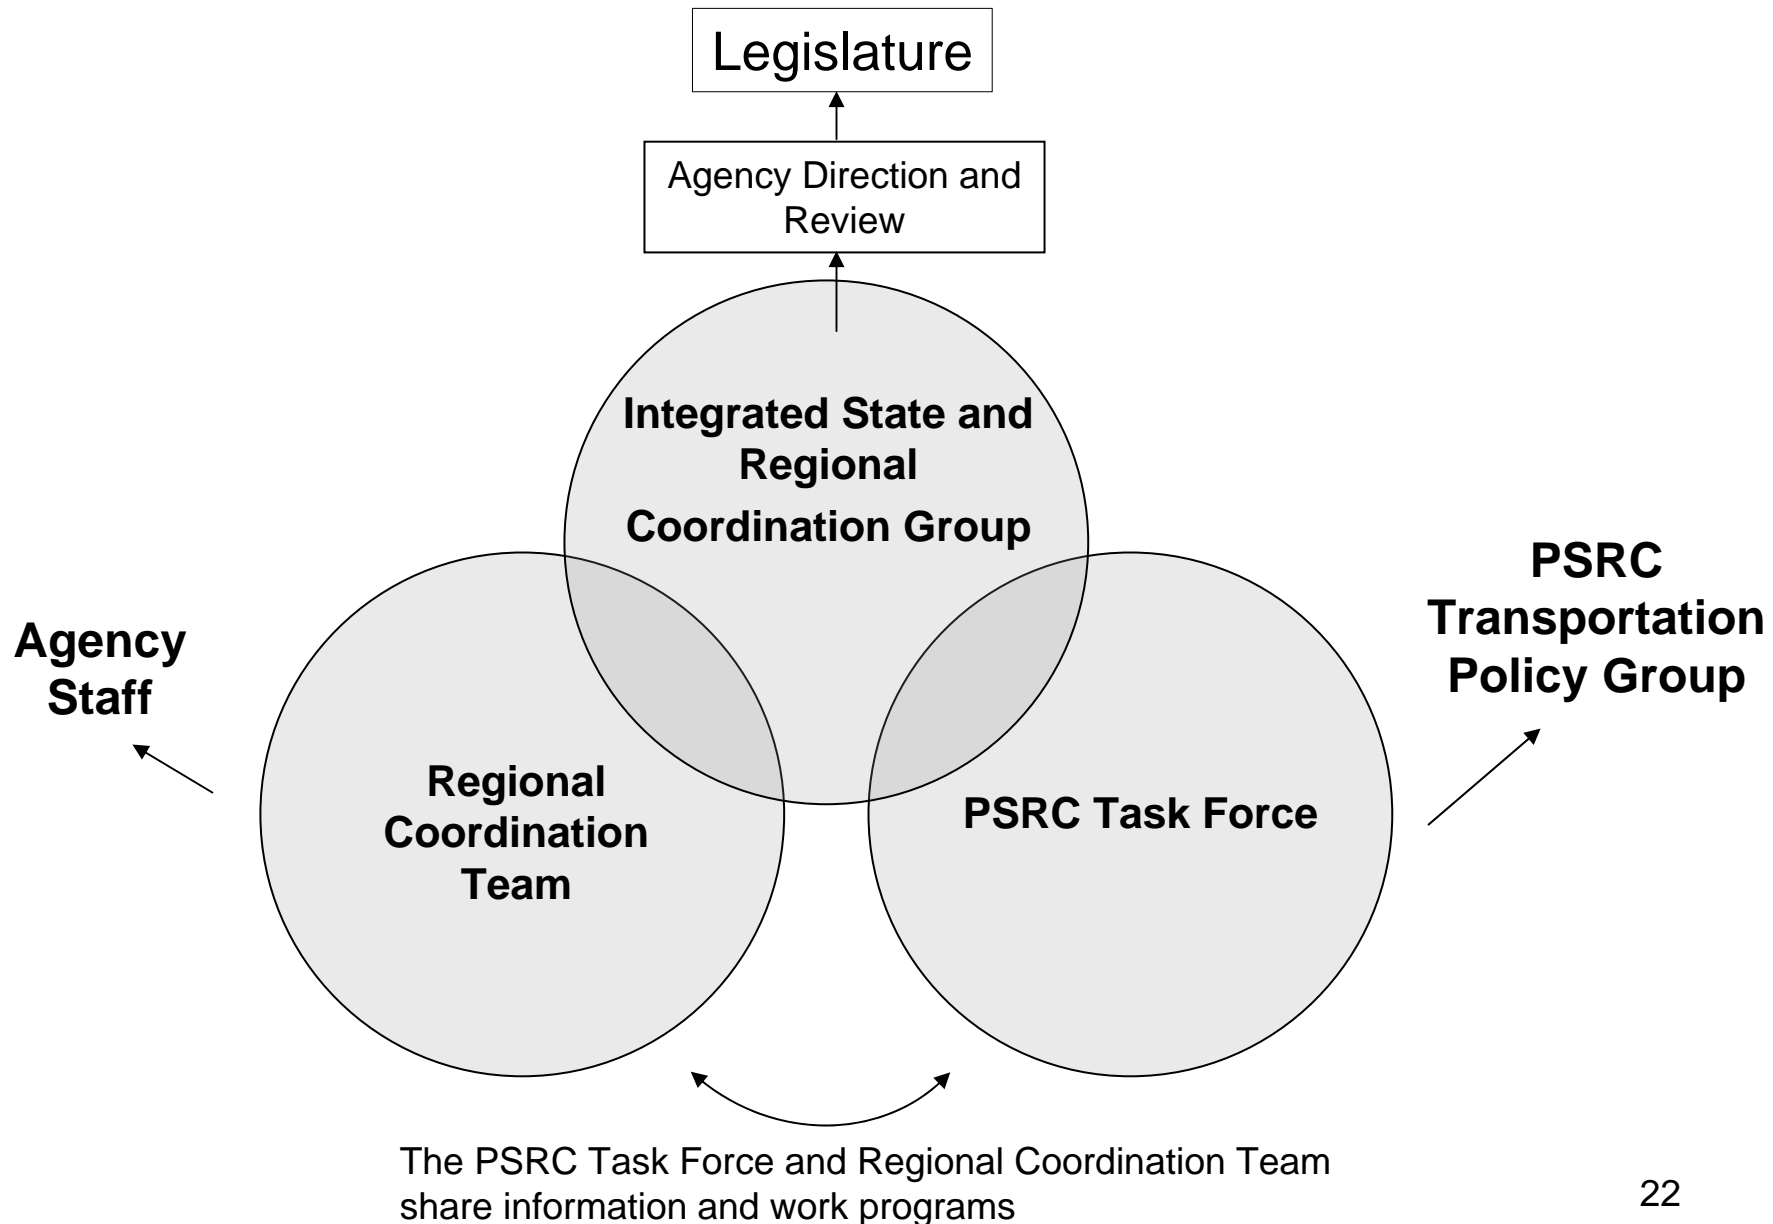 Legislature
Agency Direction and
Review
Integrated State and
Regional
Coordination Group
PSRC
Transportation
Policy Group
Agency
Staff
Regional
Coordination
Team
PSRC Task Force
The PSRC Task Force and Regional Coordination Team
share information and work programs
22